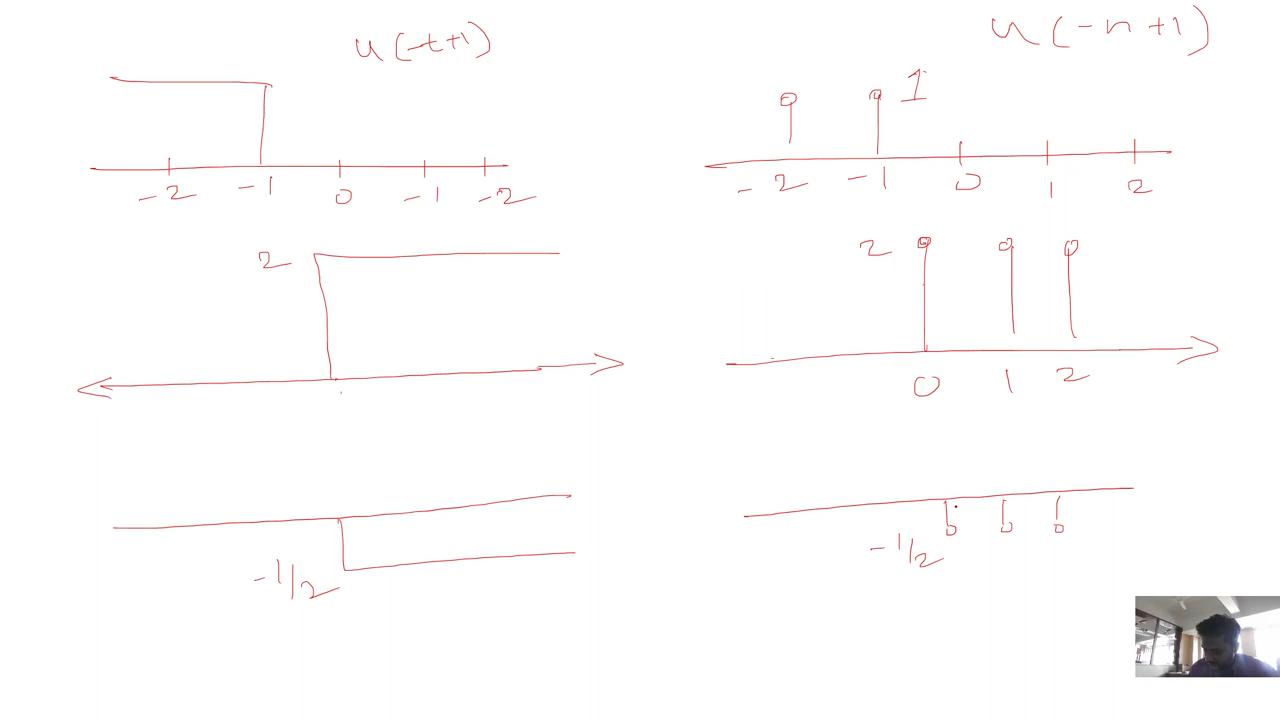 u(-t+1)
-2 -1 0 -1 -2
u(-n+1)
1
-2 -1 0 1 2
2
2
0 1 2
-1/2
-1/2